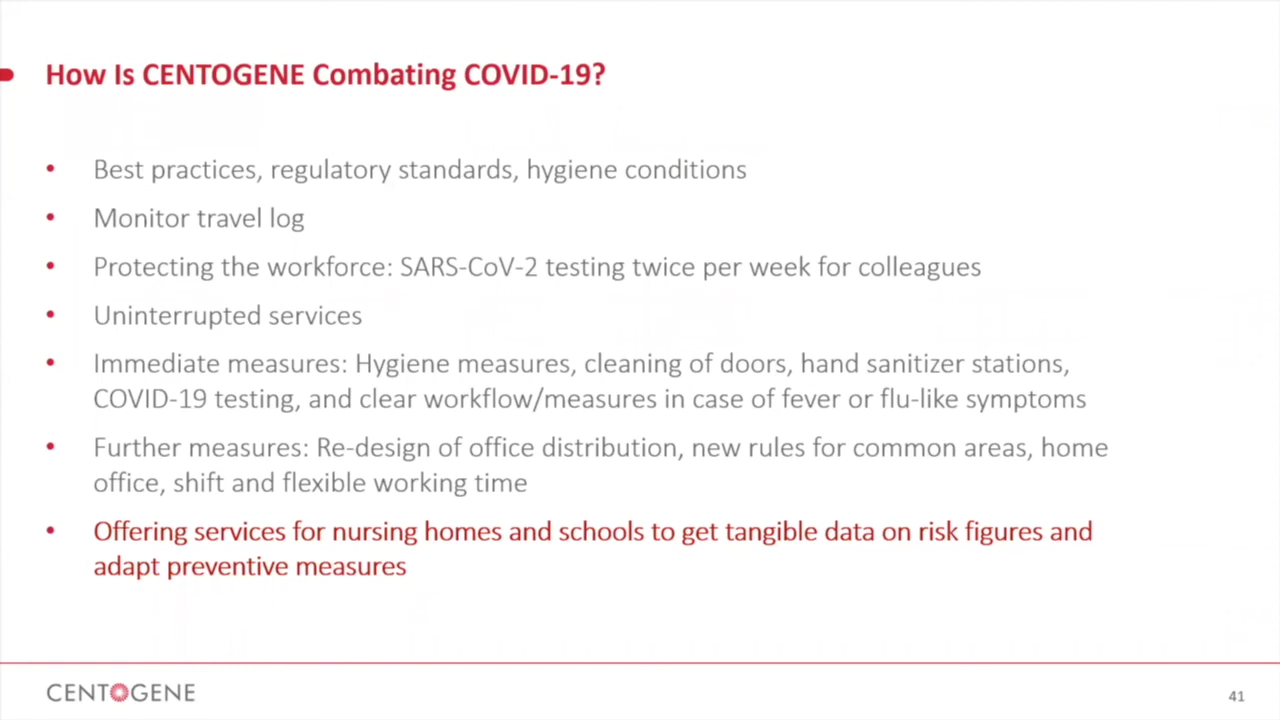 How Is CENTOGENE Combating COVID-19?
• Best practices, regulatory standards, hygiene conditions
• Monitor travel log
• Protecting the workforce: SARS-CoV-2 testing twice per week for colleagues
• Uninterrupted services
• Immediate measures: Hygiene measures, cleaning of doors, hand sanitizer stations,
COVID-19 testing, and clear workflow/measures in case of fever or flu-like symptoms
• Further measures: Re-design of office distribution, new rules for common areas, home
office, shift and flexible working time
• Offering services for nursing homes and schools to get tangible data on risk figures and
adapt preventive measures
CENTOGENE
41